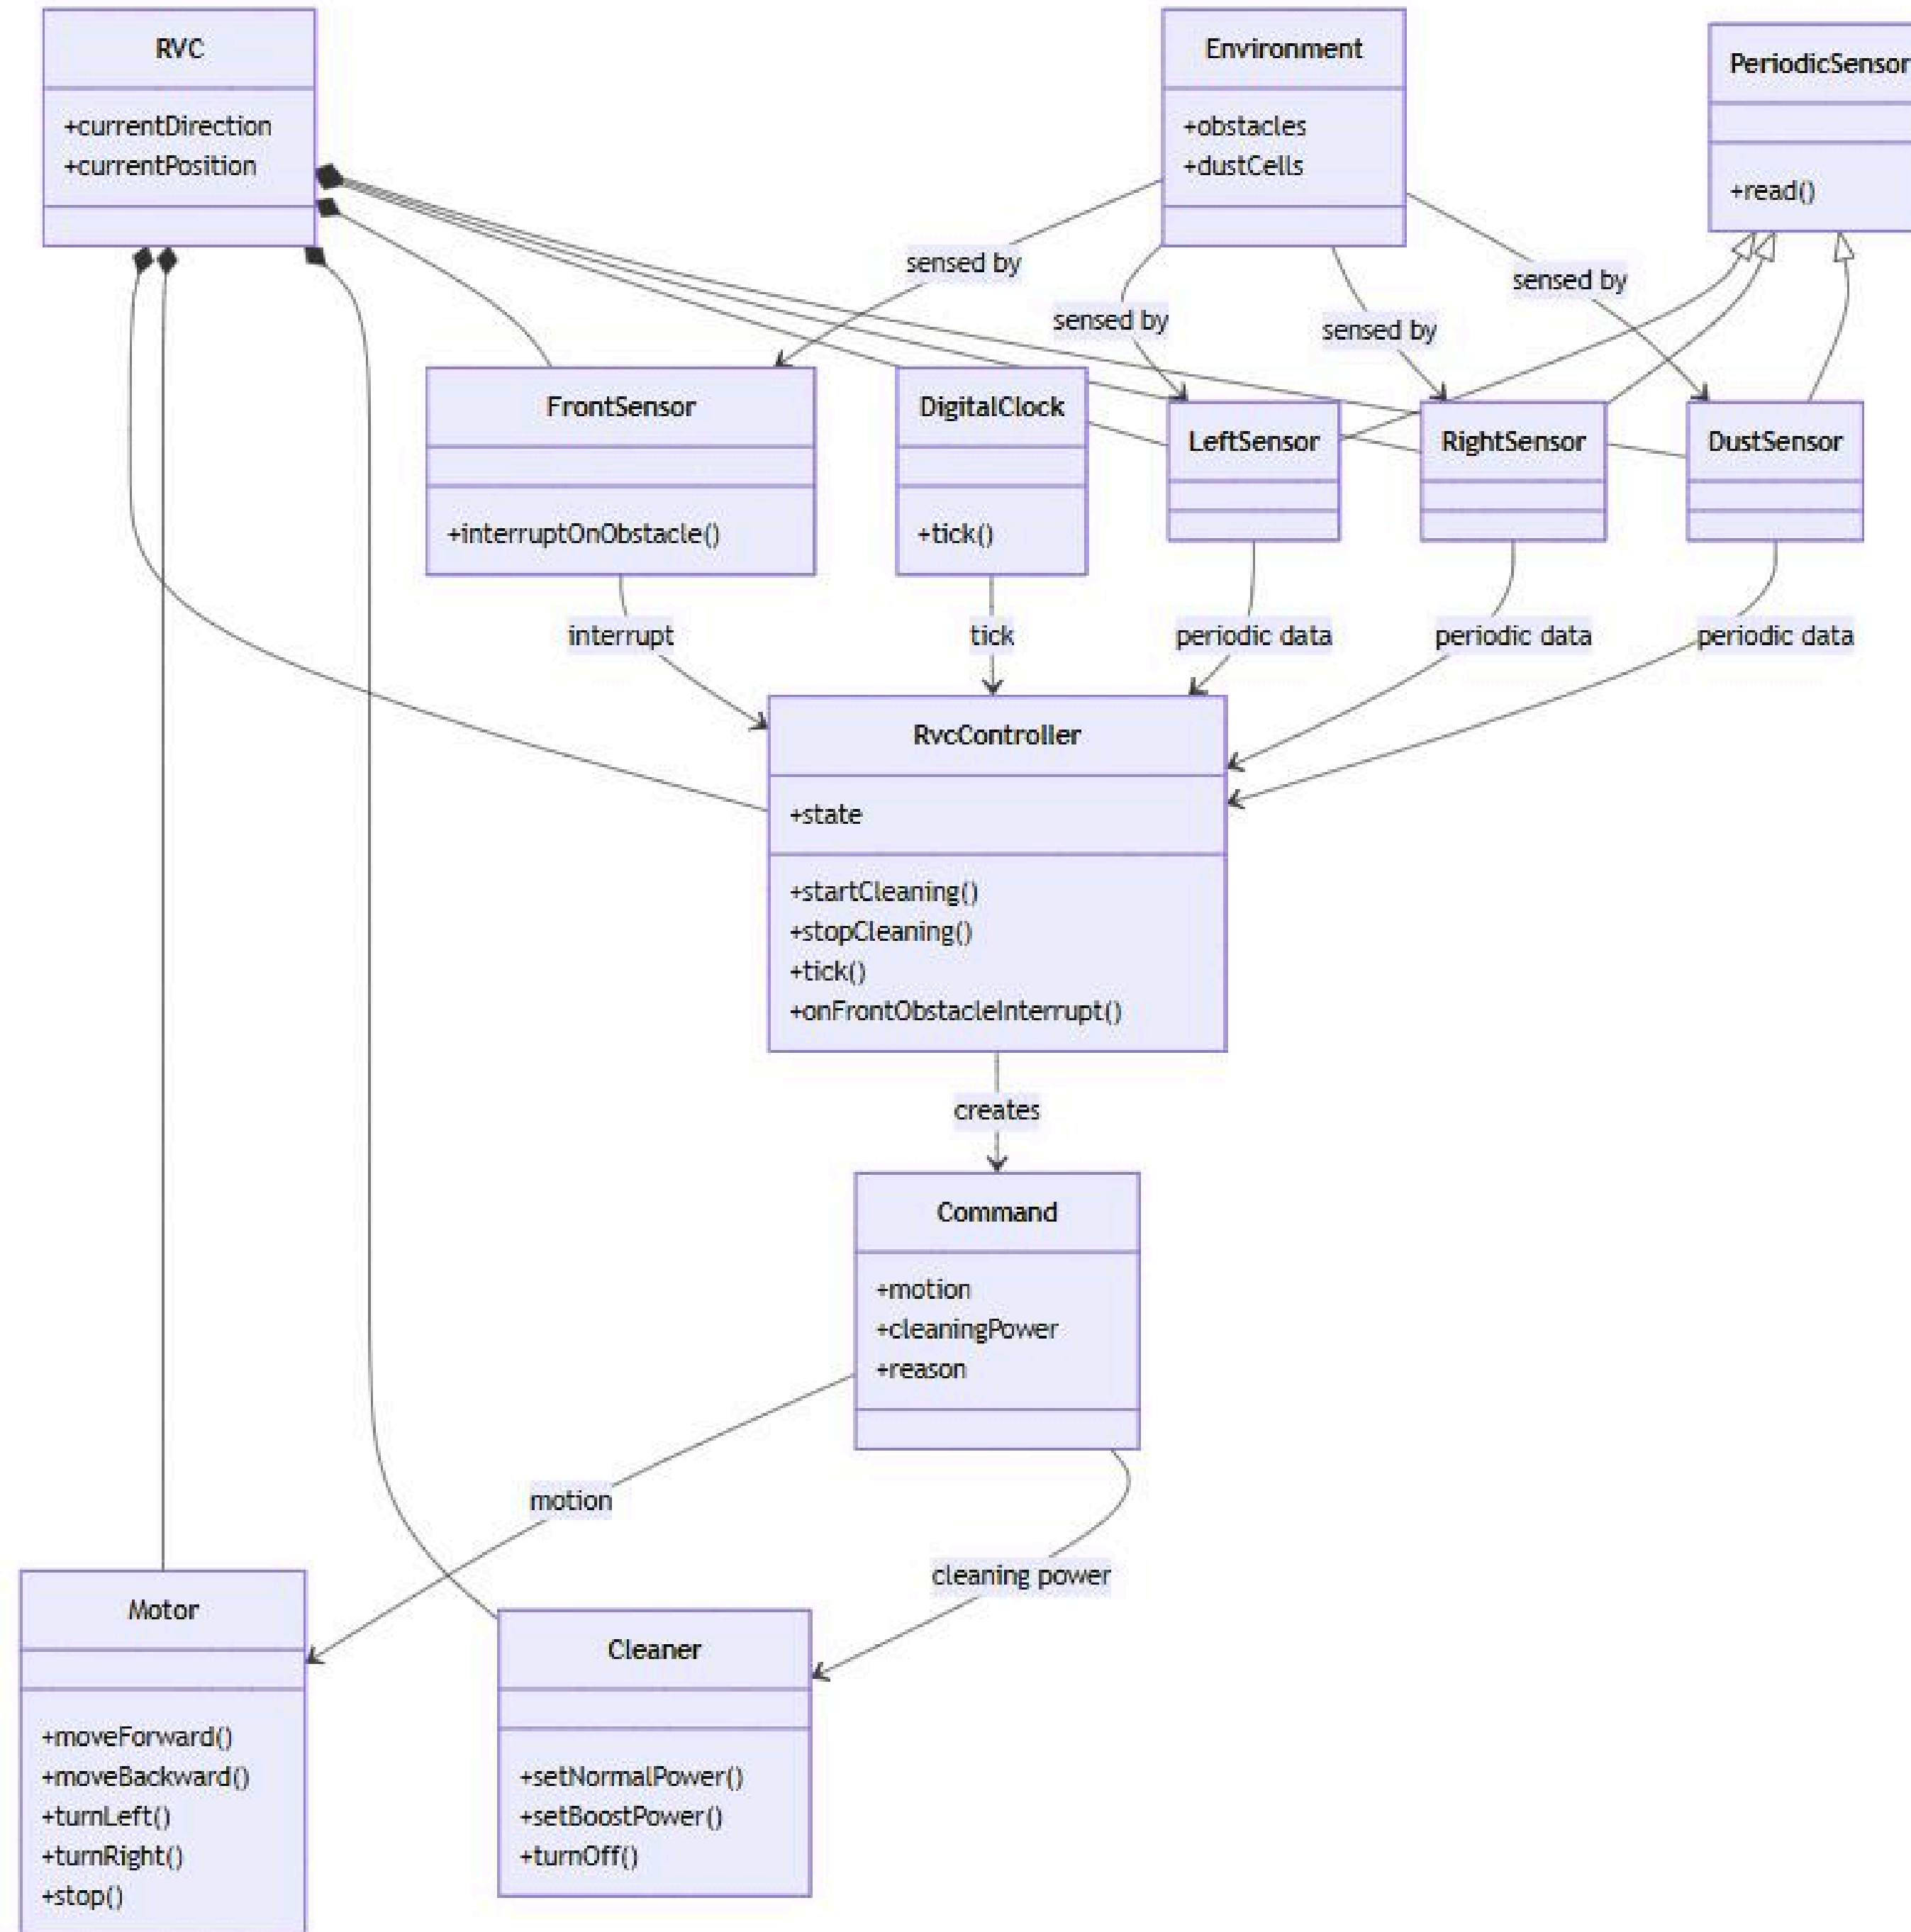 RVC
+currentDirection
+currentPosition
Environment
+obstacles
+dustCells
PeriodicSensor
+read()
sensed by
sensed by
sensed by
sensed by
FrontSensor
+interruptOnObstacle()
DigitalClock
+tick()
LeftSensor
RightSensor
DustSensor
interrupt
tick
periodic data
periodic data
periodic data
RvcController
+state
+startCleaning()
+stopCleaning()
+tick()
+onFrontObstacleInterrupt()
creates
Command
+motion
+cleaningPower
+reason
motion
cleaning power
Motor
+moveForward()
+moveBackward()
+turnLeft()
+turnRight()
+stop()
Cleaner
+setNormalPower()
+setBoostPower()
+turnOff()